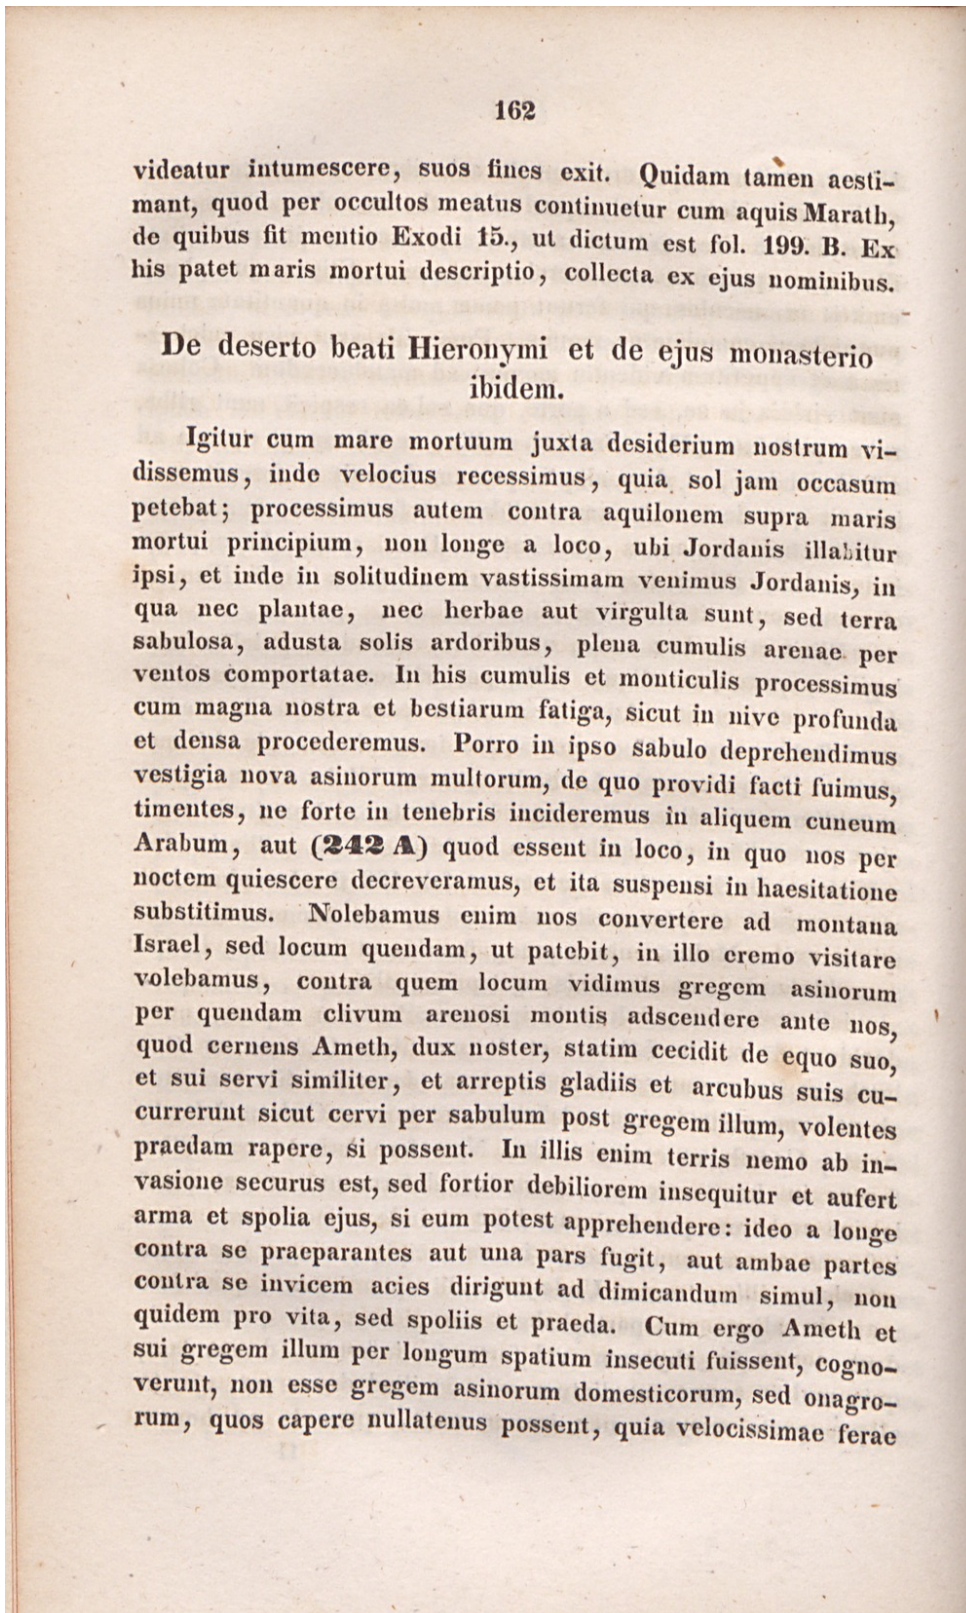 162
videatur intumescere, suos fines exit. Quidam tamen aesti-
mant, quod per occultos meatus continuetur cum aquis Marath,
de quibus fit mentio Exodi 15., ut dictum est fol. 199. B. Ex
his patet maris mortui descriptio, collecta ex ejus nominibus.
De deserto beati Hieronymi et de ejus monasterio
ibidem.
Igitur cum mare mortuum juxta desiderium nostrum vi-
dissemus, inde velocius recessimus, quia sol jam occasum
petebat; processimus autem contra aquilonem supra maris
mortui principium, non longe a loco, ubi Jordanis illabitur
ipsi, et inde in solitudinem vastissimam venimus Jordanis, in
qua nec plantae, nec herbae aut virgulta sunt, sed terra
sabulosa, adusta solis ardoribus, plena cumulis arenae per
ventos comportatae. In his cumulis et monticulis processimus
cum magna nostra et bestiarum fatiga, sicut in nive profunda
et densa procederemus. Porro in ipso sabulo deprehendimus
vestigia nova asinorum multorum, de quo providi facti fuimus,
timentes, ne forte in tenebris incideremus in aliquem cuneum
Arabum, aut (242 A) quod essent in loco, in quo nos per
noctem quiescere decreveramus, et ita suspensi in haesitatione
substitimus. Nolebamus enim nos convertere ad montana
Israel, sed locum quendam, ut patebit, in illo eremo visitare
volebamus, contra quem locum vidimus gregem asinorum
per quendam clivum arenosi montis adscendere ante nos,
quod cernens Ameth, dux noster, statim cecidit de equo suo,
et sui servi similiter, et arreptis gladiis et arcubus suis cu-
currerunt sicut cervi per sabulum post gregem illum, volentes
praedam rapere, si possent. In illis enim terris nemo ab in-
vasione securus est, sed fortior debiliorem insequitur et aufert
arma et spolia ejus, si eum potest apprehendere: ideo a longe
contra se praeparantes aut una pars fugit, aut ambae partes
contra se invicem acies dirigunt ad dimicandum simul, non
quidem pro vita, sed spoliis et praeda. Cum ergo Ameth et
sui gregem illum per longum spatium insecuti fuissent, cogno-
verunt, non esse gregem asinorum domesticorum, sed onagro-
rum, quos capere nullatenus possent, quia velocissimae ferae